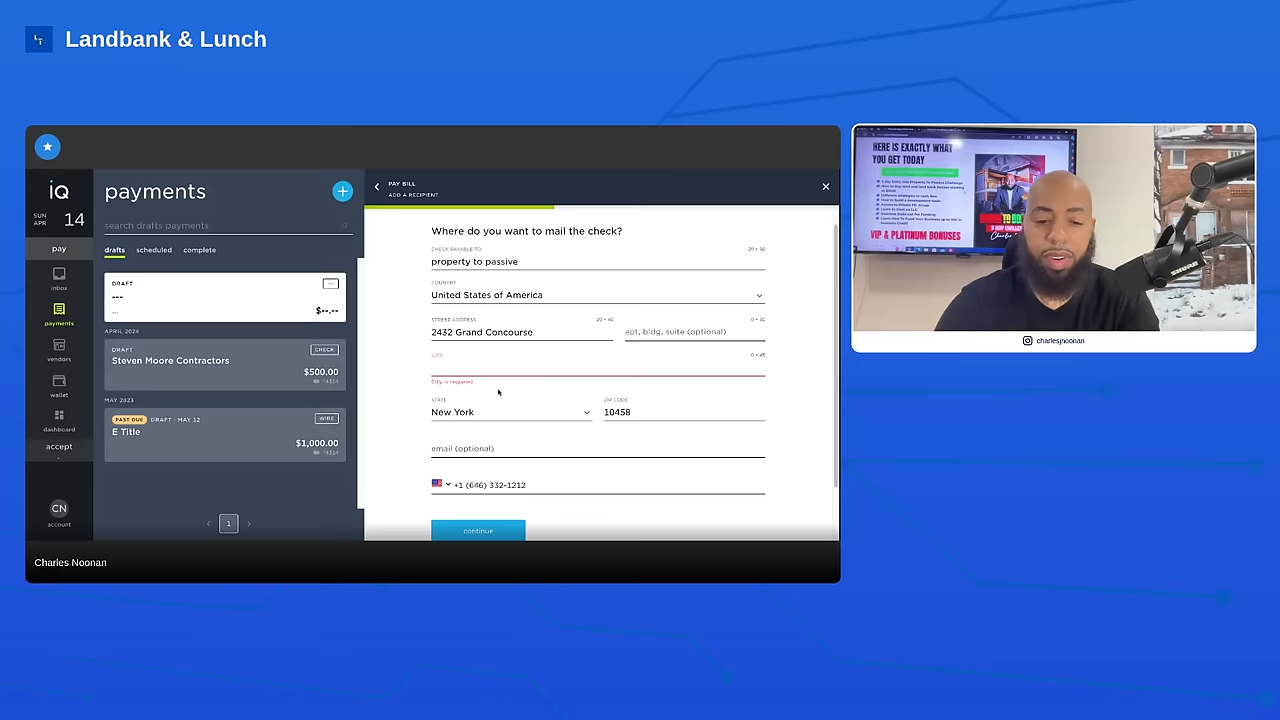 Landbank & Lunch
iQ
SUN
APR
14
pay
inbox
payments
vendors
wallet
dashboard
accept
CN
account
payments
search drafts payments
drafts
scheduled
complete
DRAFT
---
...
$--.--
APRIL 2024
DRAFT
CHECK
Steven Moore Contractors
$500.00
MAY 2023
PAST DUE
DRAFT · MAY 12
WIRE
E Title
$1,000.00
1
PAY BILL
ADD A RECIPIENT
Where do you want to mail the check?
CHECK PAYABLE TO
property to passive
COUNTRY
United States of America
STREET ADDRESS
2432 Grand Concourse
apt, bldg, suite (optional)
CITY
City is required
STATE
New York
ZIP CODE
10458
email (optional)
+1 (646) 332-1212
continue
Charles Noonan
HERE IS EXACTLY WHAT
YOU GET TODAY
VIP & PLATINUM BONUSES
SHURE
charlesjnoonan